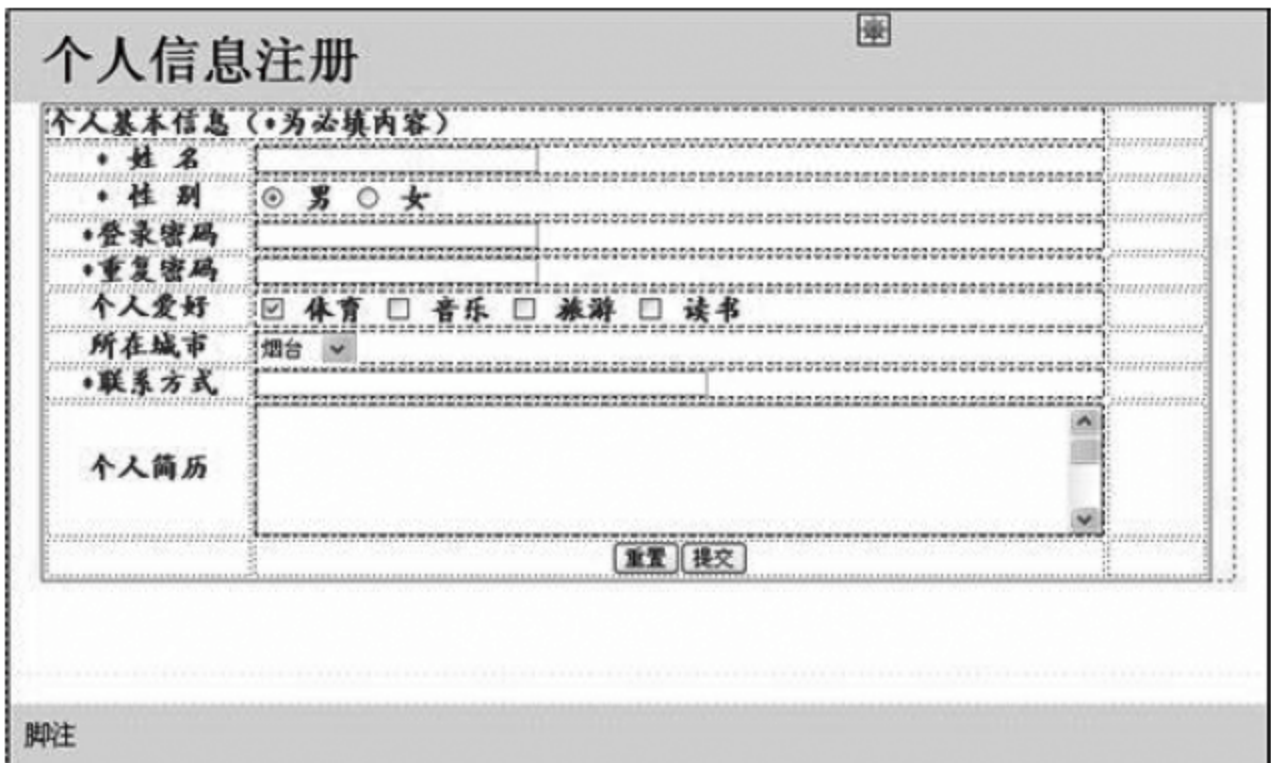 个人信息注册
个人基本信息（*为必填内容）
* 姓 名
* 性 别 男 女
*登录密码
*重复密码
个人爱好 体育 音乐 旅游 读书
所在城市 烟台
*联系方式
个人简历
重置 提交
脚注